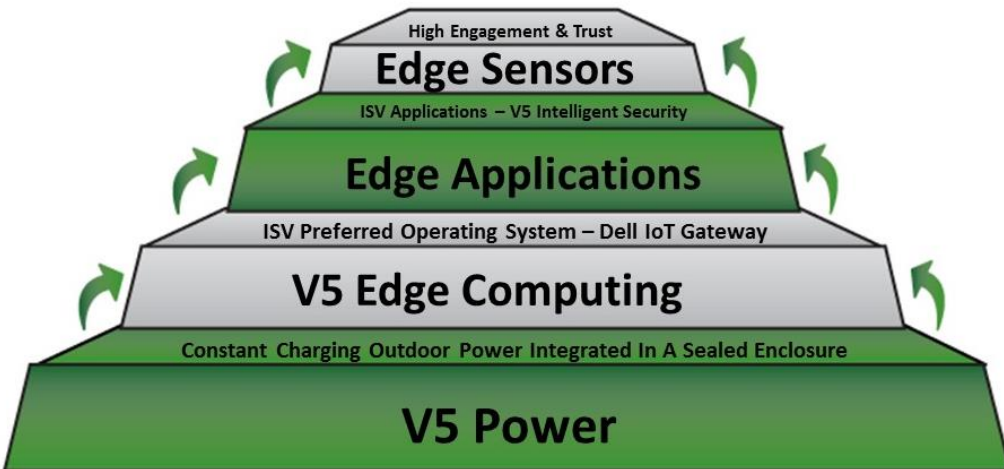 High Engagement & Trust
Edge Sensors
ISV Applications – V5 Intelligent Security
Edge Applications
ISV Preferred Operating System – Dell IoT Gateway
V5 Edge Computing
Constant Charging Outdoor Power Integrated In A Sealed Enclosure
V5 Power